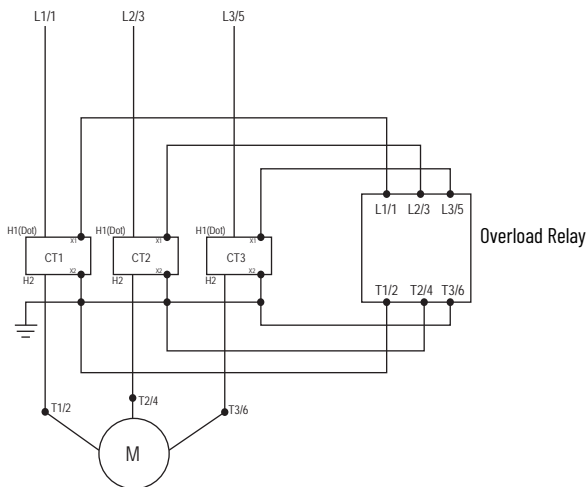 L1/1 L2/3 L3/5
L1/1 L2/3 L3/5
Overload Relay
H1(Dot) X1 H1(Dot) X1 H1(Dot) X1
CT1 CT2 CT3
X2 X2 X2
H2 H2 H2
T1/2 T2/4 T3/6
T1/2 T2/4 T3/6
M